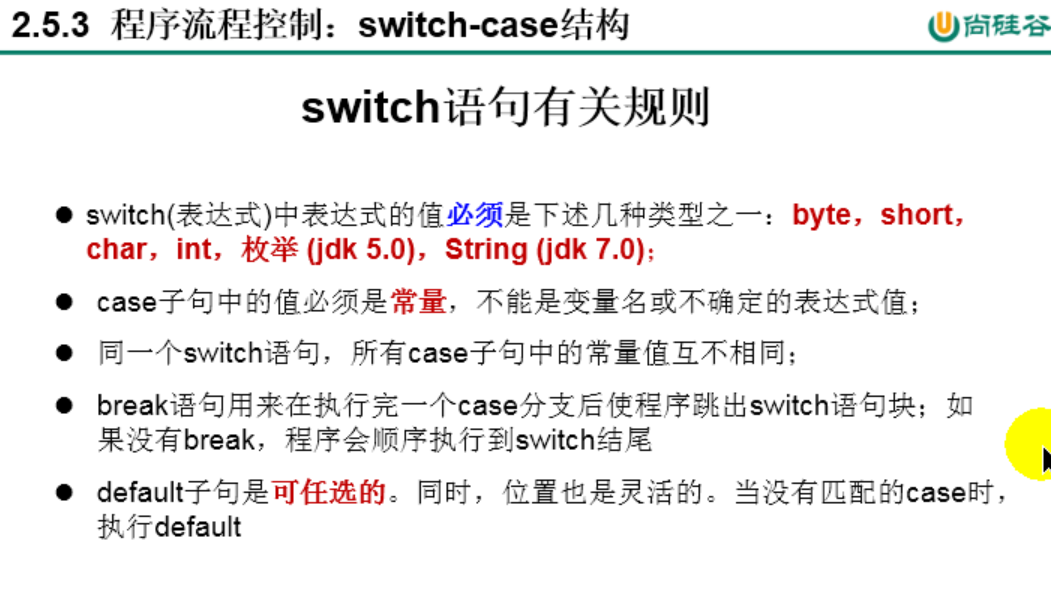 2.5.3 程序流程控制：switch-case结构
尚硅谷
switch语句有关规则
● switch(表达式)中表达式的值必须是下述几种类型之一：byte，short，
char，int，枚举 (jdk 5.0)，String (jdk 7.0)；
● case子句中的值必须是常量，不能是变量名或不确定的表达式值；
● 同一个switch语句，所有case子句中的常量值互不相同；
● break语句用来在执行完一个case分支后使程序跳出switch语句块；如
果没有break，程序会顺序执行到switch结尾
● default子句是可任选的。同时，位置也是灵活的。当没有匹配的case时，
执行default